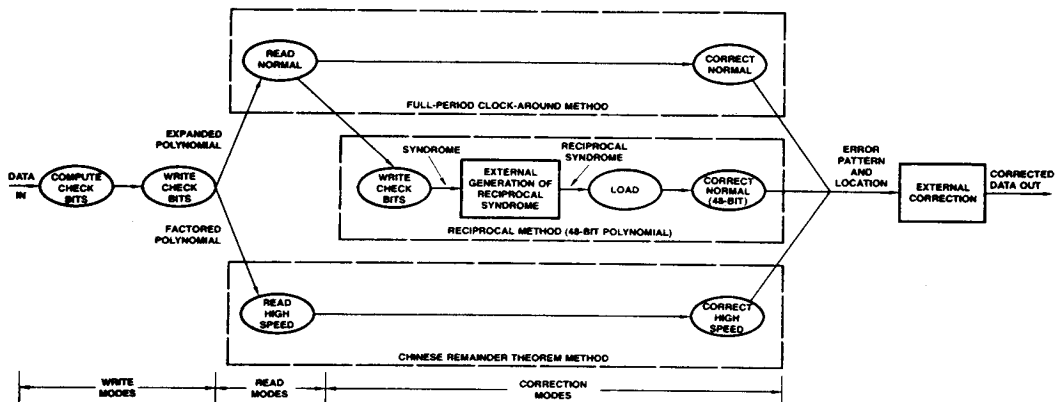 READ
NORMAL
CORRECT
NORMAL
FULL-PERIOD CLOCK-AROUND METHOD
EXPANDED
POLYNOMIAL
DATA
IN
COMPUTE
CHECK
BITS
WRITE
CHECK
BITS
FACTORED
POLYNOMIAL
SYNDROME
RECIPROCAL
SYNDROME
WRITE
CHECK
BITS
EXTERNAL
GENERATION OF
RECIPROCAL
SYNDROME
LOAD
CORRECT
NORMAL
(48-BIT)
RECIPROCAL METHOD (48-BIT POLYNOMIAL)
ERROR
PATTERN
AND
LOCATION
EXTERNAL
CORRECTION
CORRECTED
DATA OUT
READ
HIGH
SPEED
CORRECT
HIGH
SPEED
CHINESE REMAINDER THEOREM METHOD
WRITE
MODES
READ
MODES
CORRECTION
MODES